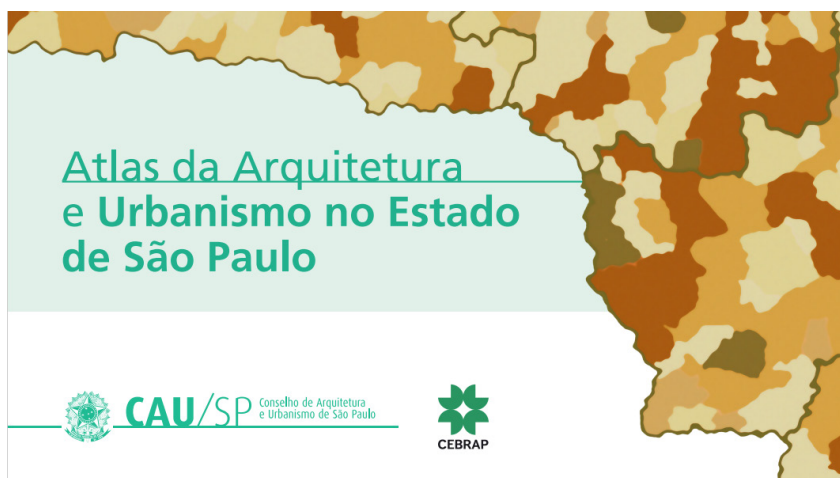 Atlas da Arquitetura
e Urbanismo no Estado
de São Paulo
CAU/SP Conselho de Arquitetura
e Urbanismo de São Paulo
CEBRAP